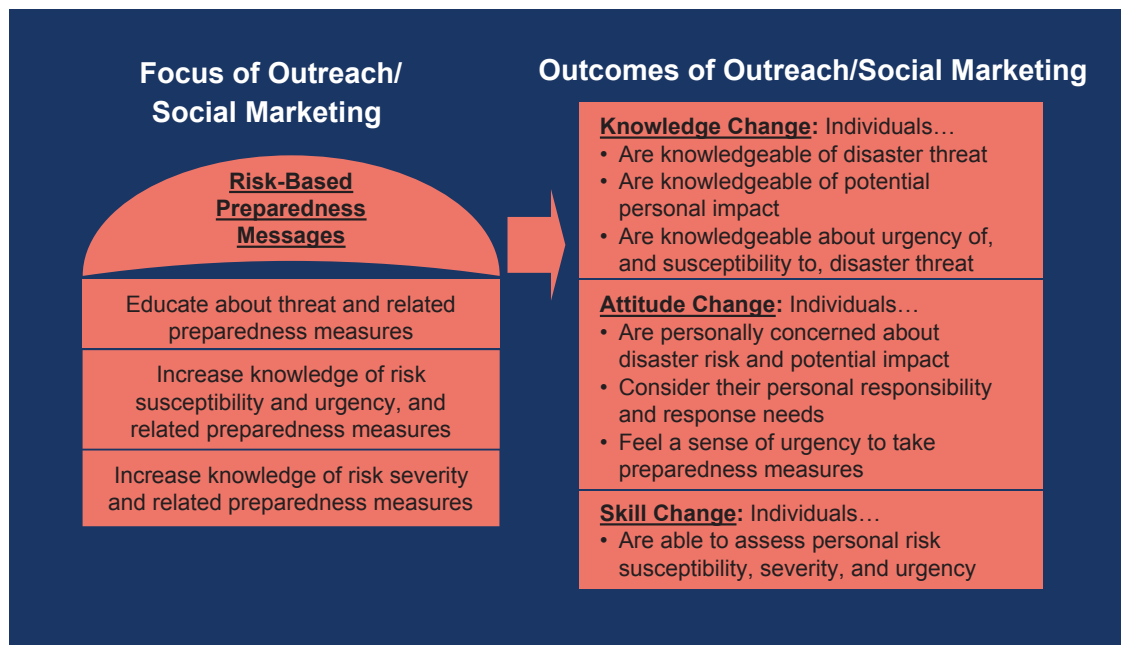 Focus of Outreach/
Social Marketing
Risk-Based
Preparedness
Messages
Educate about threat and related
preparedness measures
Increase knowledge of risk
susceptibility and urgency, and
related preparedness measures
Increase knowledge of risk severity
and related preparedness measures
Outcomes of Outreach/Social Marketing
Knowledge Change: Individuals…
• Are knowledgeable of disaster threat
• Are knowledgeable of potential
personal impact
• Are knowledgeable about urgency of,
and susceptibility to, disaster threat
Attitude Change: Individuals…
• Are personally concerned about
disaster risk and potential impact
• Consider their personal responsibility
and response needs
• Feel a sense of urgency to take
preparedness measures
Skill Change: Individuals…
• Are able to assess personal risk
susceptibility, severity, and urgency